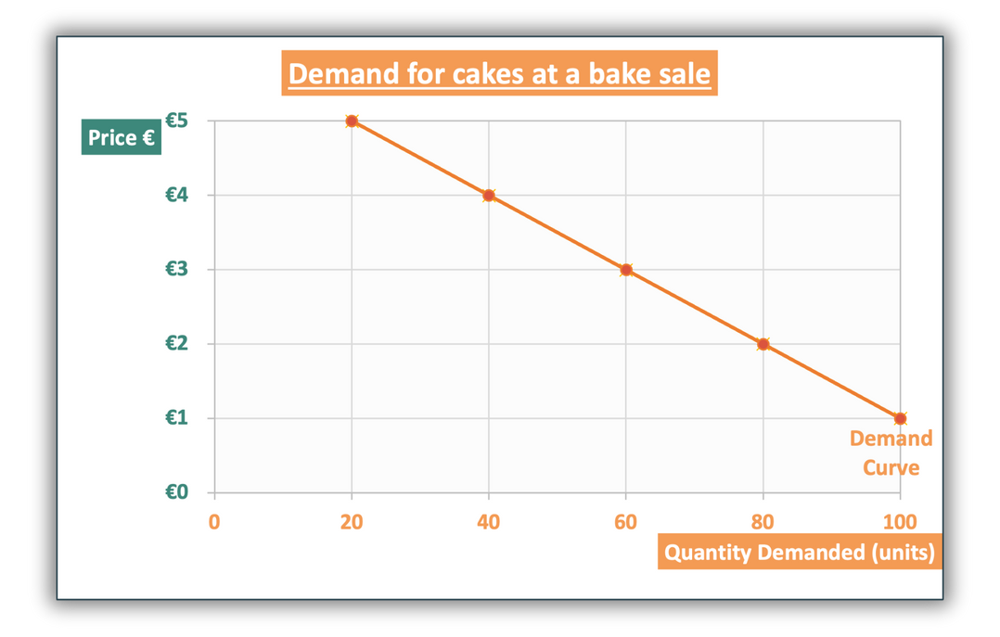 Demand for cakes at a bake sale
Price €
€5
€4
€3
€2
€1
€0
Demand
Curve
0 20 40 60 80 100
Quantity Demanded (units)